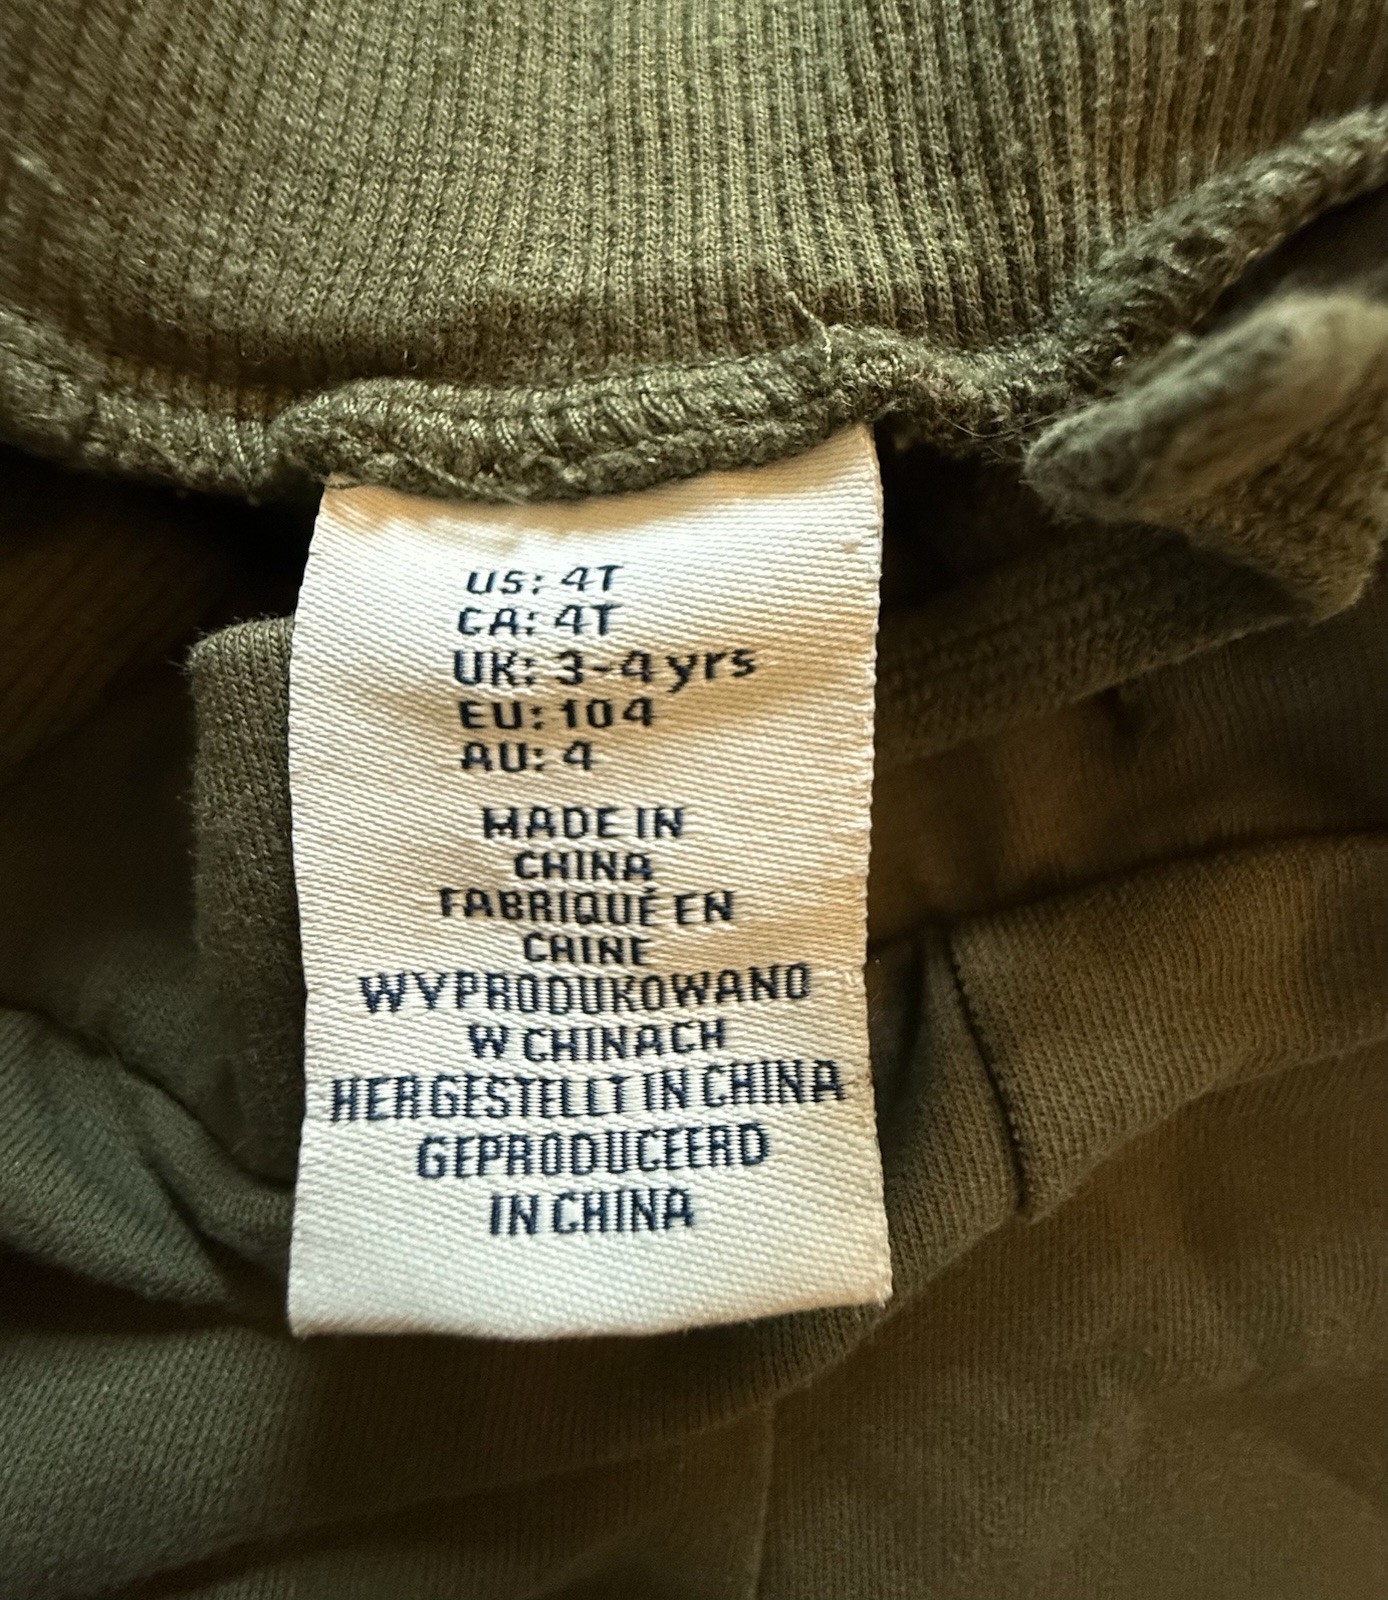 US: 4T
CA: 4T
UK: 3-4 yrs
EU: 104
AU: 4
MADE IN
CHINA
FABRIQUÉ EN
CHINE
WYPRODUKOWANO
W CHINACH
HERGESTELLT IN CHINA
GEPRODUCEERD
IN CHINA